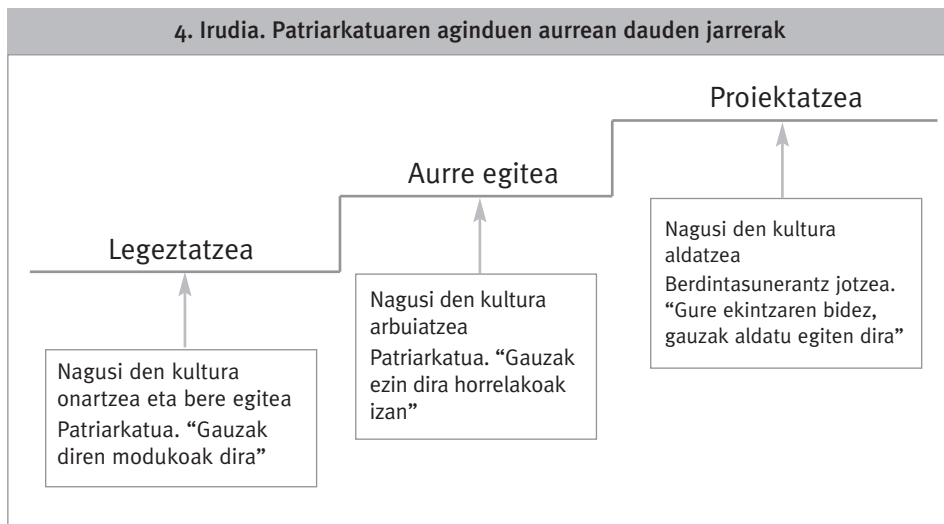 4. Irudia. Patriarkatuaren aginduen aurrean dauden jarrerak
Legeztatzea
Nagusi den kultura
onartzea eta bere egitea
Patriarkatua. “Gauzak
diren modukoak dira”
Aurre egitea
Nagusi den kultura
arbuiatzea
Patriarkatua. “Gauzak
ezin dira horrelakoak
izan”
Proiektatzea
Nagusi den kultura
aldatzea
Berdintasunerantz jotzea.
“Gure ekintzaren bidez,
gauzak aldatu egiten dira”